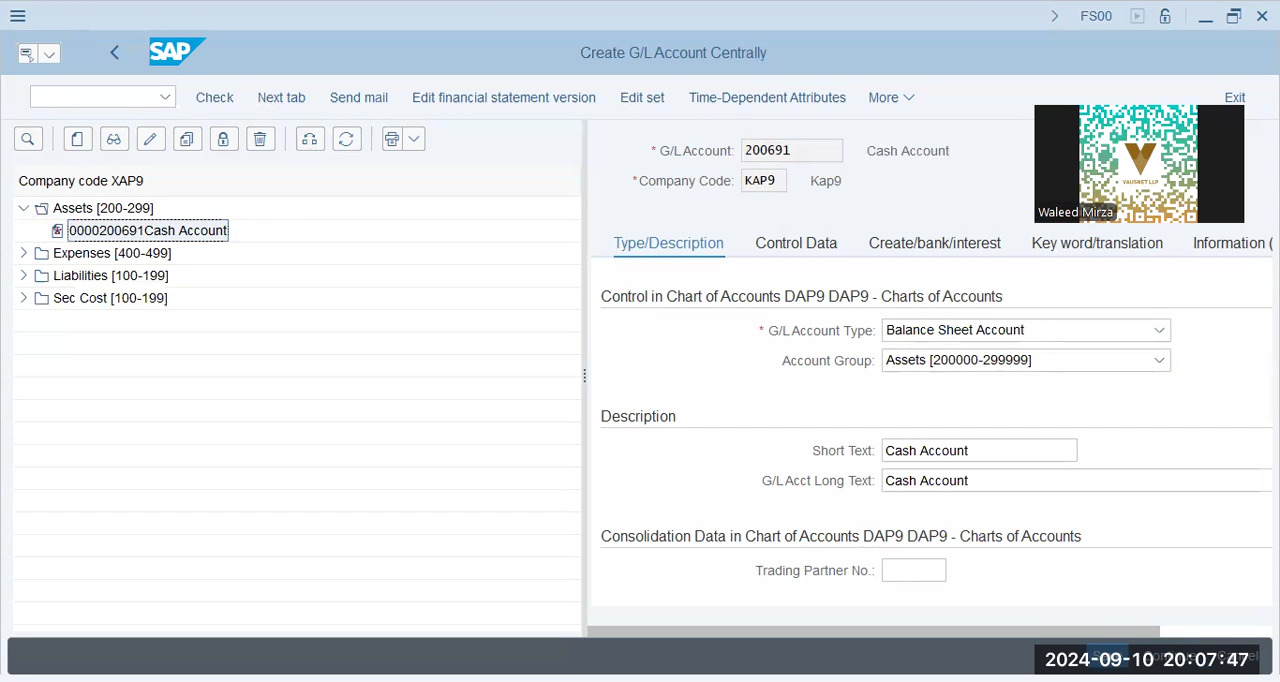 FS00
SAP
Create G/L Account Centrally
Check Next tab Send mail Edit financial statement version Edit set Time-Dependent Attributes More Exit
* G/L Account: 200691 Cash Account
* Company Code: KAP9 Kap9
VAUSNET LLP
Waleed Mirza
Company code XAP9
Assets [200-299]
0000200691Cash Account
Expenses [400-499]
Liabilities [100-199]
Sec Cost [100-199]
Type/Description Control Data Create/bank/interest Key word/translation Information (
Control in Chart of Accounts DAP9 DAP9 - Charts of Accounts
* G/L Account Type: Balance Sheet Account
Account Group: Assets [200000-299999]
Description
Short Text: Cash Account
G/L Acct Long Text: Cash Account
Consolidation Data in Chart of Accounts DAP9 DAP9 - Charts of Accounts
Trading Partner No.:
2024-09-10 20:07:47